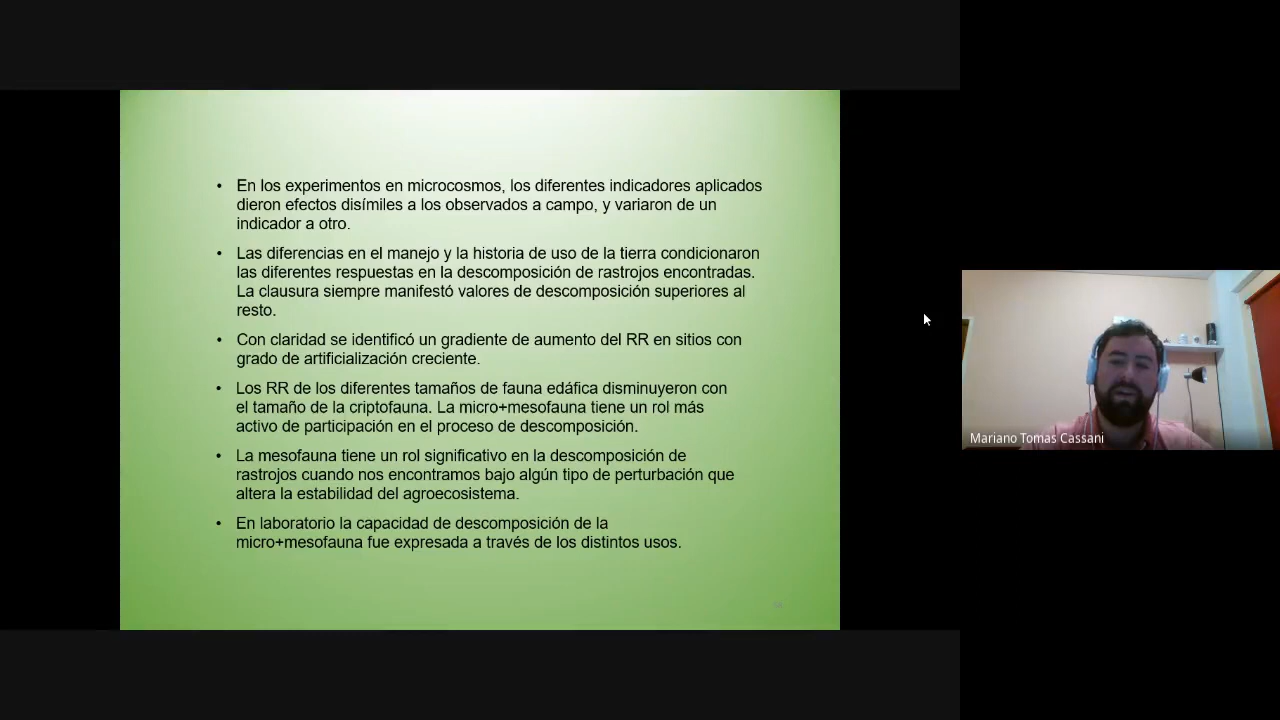 • En los experimentos en microcosmos, los diferentes indicadores aplicados
dieron efectos disímiles a los observados a campo, y variaron de un
indicador a otro.
• Las diferencias en el manejo y la historia de uso de la tierra condicionaron
las diferentes respuestas en la descomposición de rastrojos encontradas.
La clausura siempre manifestó valores de descomposición superiores al
resto.
• Con claridad se identificó un gradiente de aumento del RR en sitios con
grado de artificialización creciente.
• Los RR de los diferentes tamaños de fauna edáfica disminuyeron con
el tamaño de la criptofauna. La micro+mesofauna tiene un rol más
activo de participación en el proceso de descomposición.
• La mesofauna tiene un rol significativo en la descomposición de
rastrojos cuando nos encontramos bajo algún tipo de perturbación que
altera la estabilidad del agroecosistema.
• En laboratorio la capacidad de descomposición de la
micro+mesofauna fue expresada a través de los distintos usos.
Mariano Tomas Cassani